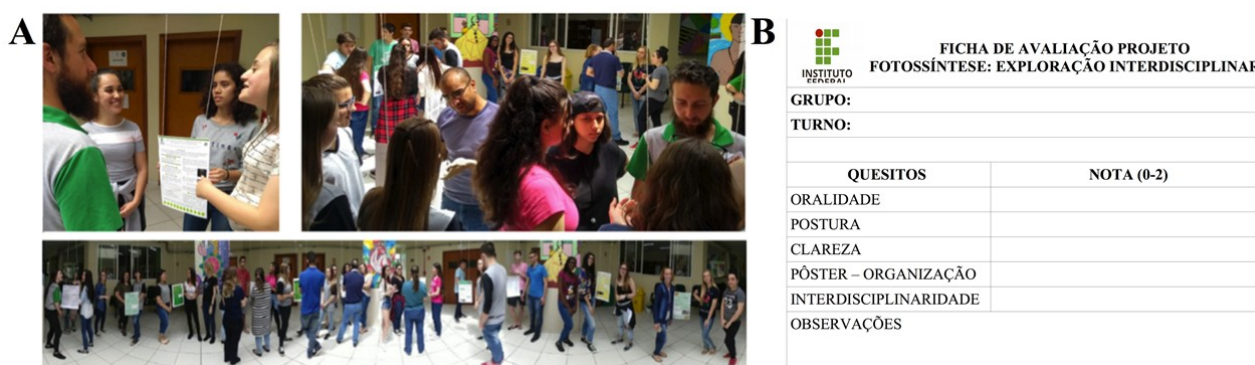 A
B
INSTITUTO
FEDERAL
FICHA DE AVALIAÇÃO PROJETO
FOTOSSÍNTESE: EXPLORAÇÃO INTERDISCIPLINAR
GRUPO:
TURNO:
QUESITOS NOTA (0-2)
ORALIDADE
POSTURA
CLAREZA
PÔSTER – ORGANIZAÇÃO
INTERDISCIPLINARIDADE
OBSERVAÇÕES